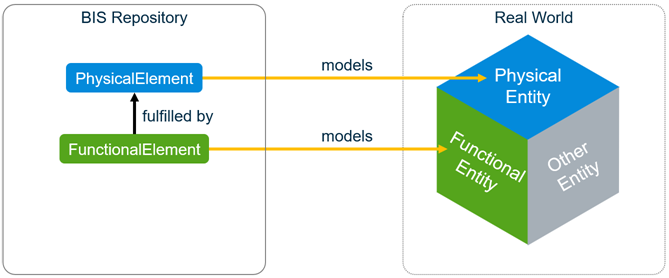 BIS Repository
Real World
PhysicalElement
models
Physical
Entity
fulfilled by
FunctionalElement
models
Functional
Entity
Other
Entity